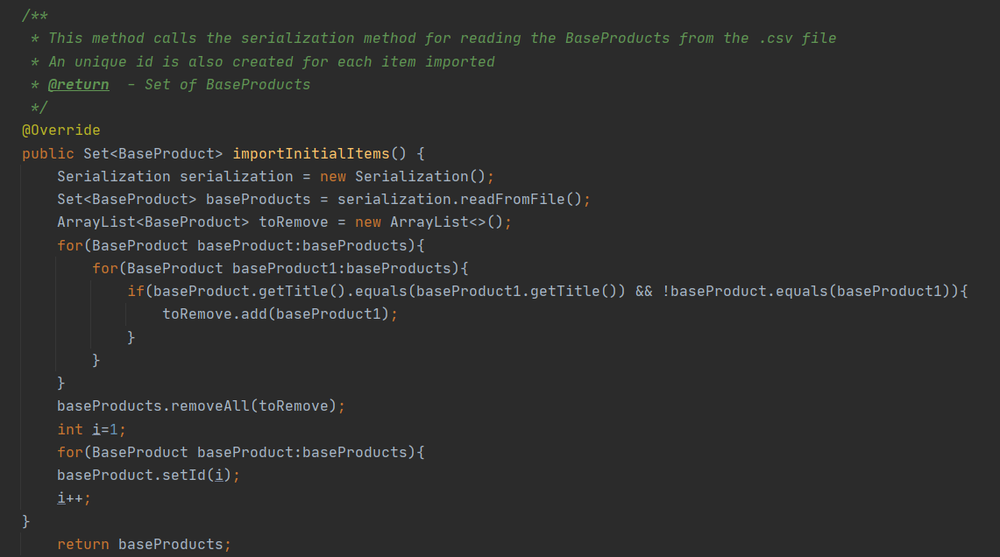 /**
 * This method calls the serialization method for reading the BaseProducts from the .csv file
 * An unique id is also created for each item imported
 * @return  - Set of BaseProducts
 */
@Override
public Set<BaseProduct> importInitialItems() {
    Serialization serialization = new Serialization();
    Set<BaseProduct> baseProducts = serialization.readFromFile();
    ArrayList<BaseProduct> toRemove = new ArrayList<>();
    for(BaseProduct baseProduct:baseProducts){
        for(BaseProduct baseProduct1:baseProducts){
            if(baseProduct.getTitle().equals(baseProduct1.getTitle()) && !baseProduct.equals(baseProduct1)){
                toRemove.add(baseProduct1);
            }
        }
    }
    baseProducts.removeAll(toRemove);
    int i=1;
    for(BaseProduct baseProduct:baseProducts){
    baseProduct.setId(i);
    i++;
}
    return baseProducts;